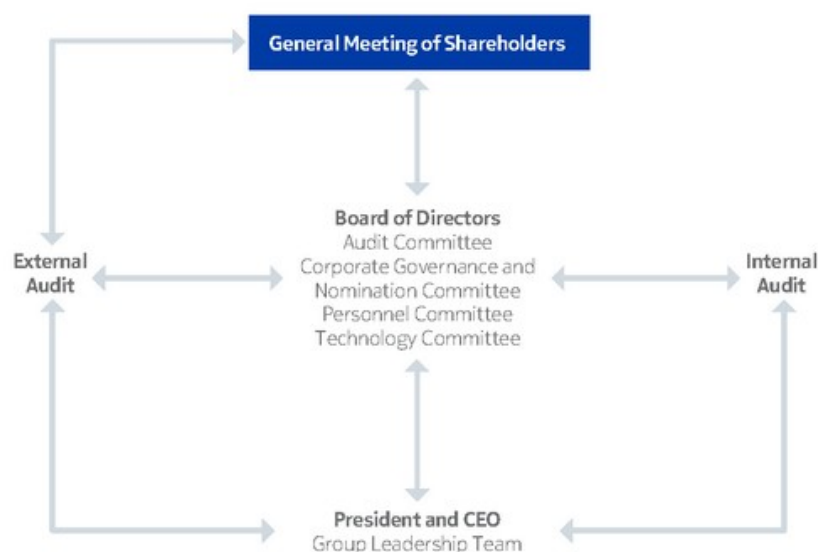 General Meeting of Shareholders
Board of Directors
Audit Committee
Corporate Governance and
Nomination Committee
Personnel Committee
Technology Committee
External
Audit
Internal
Audit
President and CEO
Group Leadership Team